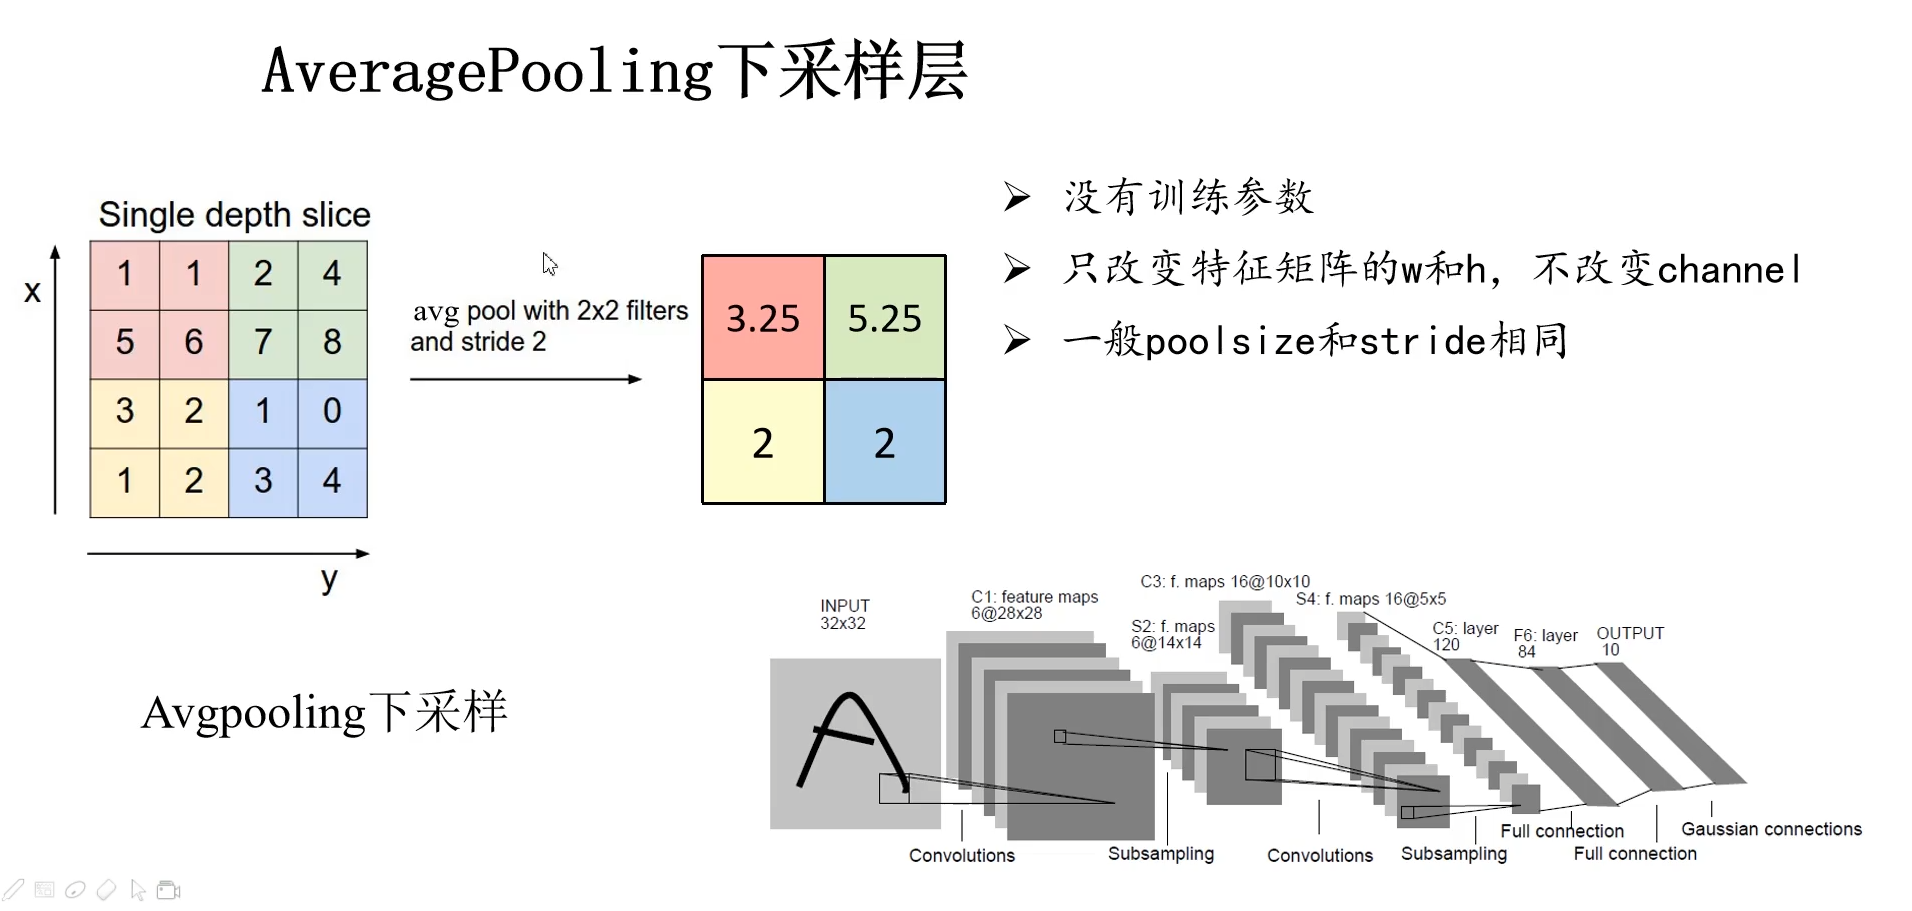 AveragePooling下采样层
Single depth slice
x
1 1 2 4
5 6 7 8
3 2 1 0
1 2 3 4
y
avg pool with 2x2 filters
and stride 2
3.25 5.25
2 2
没有训练参数
只改变特征矩阵的w和h，不改变channel
一般poolsize和stride相同
Avgpooling下采样
INPUT
32x32
C1: feature maps
6@28x28
S2: f. maps
6@14x14
C3: f. maps 16@10x10
S4: f. maps 16@5x5
C5: layer
120
F6: layer
84
OUTPUT
10
Convolutions
Subsampling
Convolutions
Subsampling
Full connection
Full connection
Gaussian connections